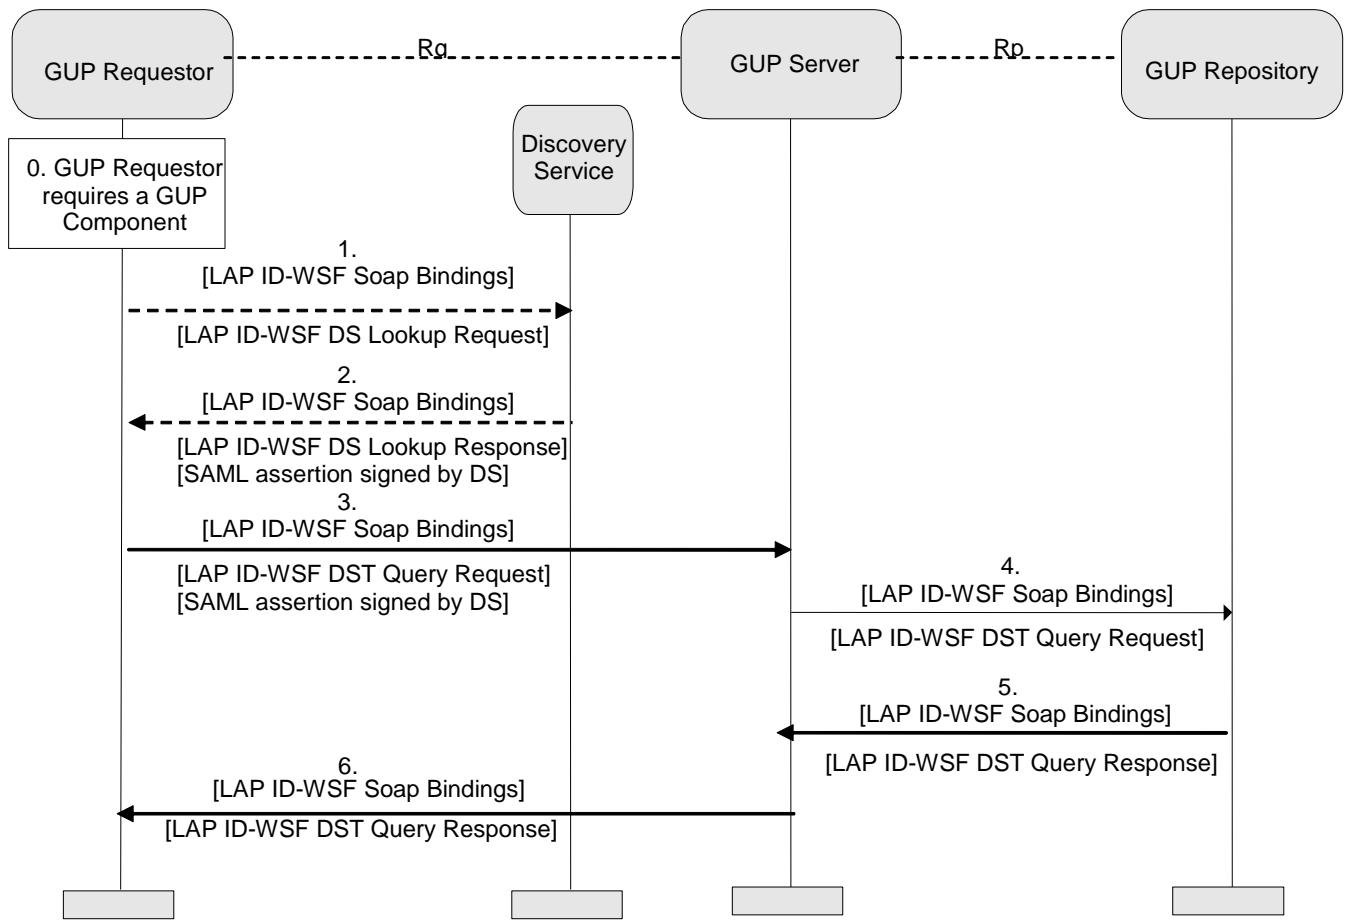 GUP Requestor
Rg
GUP Server
Rp
GUP Repository
Discovery
Service
0. GUP Requestor
requires a GUP
Component
1.
[LAP ID-WSF Soap Bindings]
[LAP ID-WSF DS Lookup Request]
2.
[LAP ID-WSF Soap Bindings]
[LAP ID-WSF DS Lookup Response]
[SAML assertion signed by DS]
3.
[LAP ID-WSF Soap Bindings]
[LAP ID-WSF DST Query Request]
[SAML assertion signed by DS]
4.
[LAP ID-WSF Soap Bindings]
[LAP ID-WSF DST Query Request]
5.
[LAP ID-WSF Soap Bindings]
[LAP ID-WSF DST Query Response]
6.
[LAP ID-WSF Soap Bindings]
[LAP ID-WSF DST Query Response]